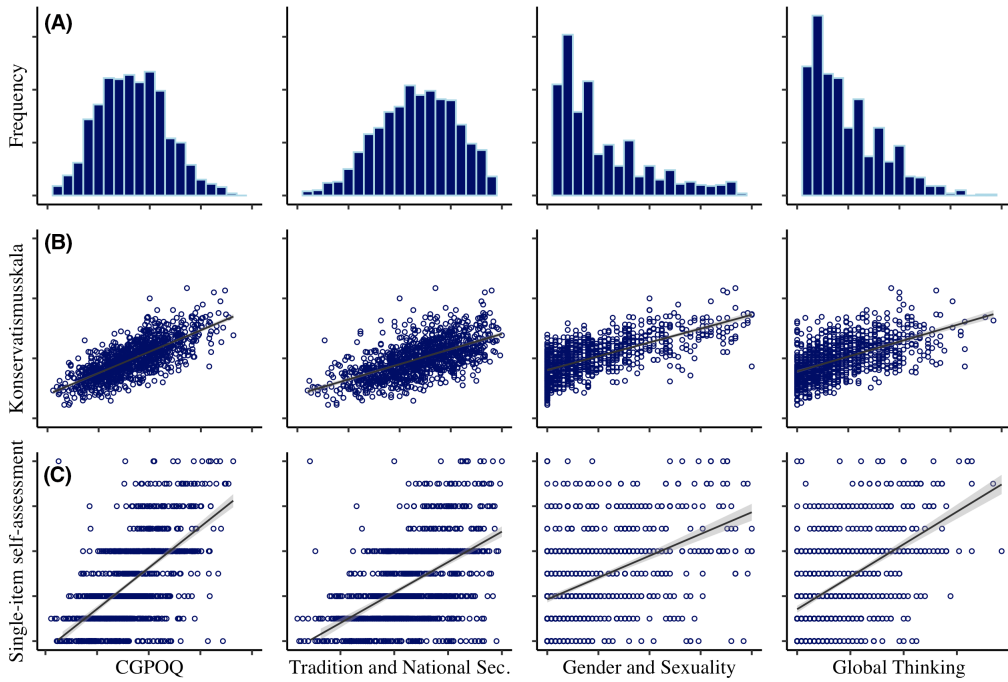 (A)
Frequency
(B)
Konservatismusskala
(C)
Single-item self-assessment
CGPOQ
Tradition and National Sec.
Gender and Sexuality
Global Thinking